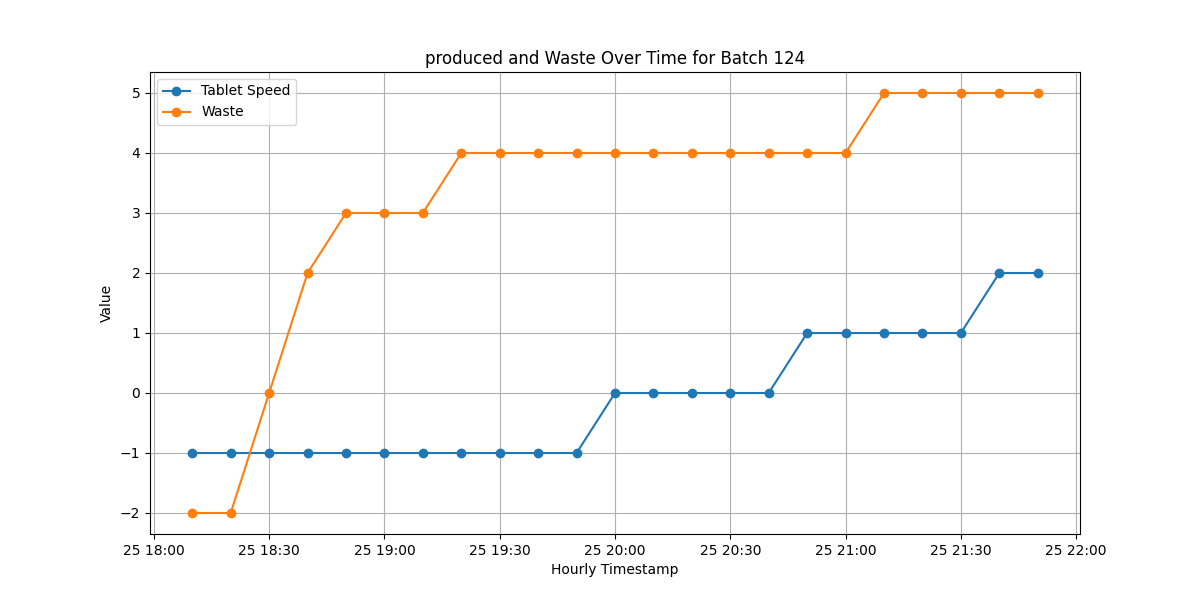 produced and Waste Over Time for Batch 124
Tablet Speed
Waste
5
4
3
2
1
0
−1
−2
Value
25 18:00 25 18:30 25 19:00 25 19:30 25 20:00 25 20:30 25 21:00 25 21:30 25 22:00
Hourly Timestamp